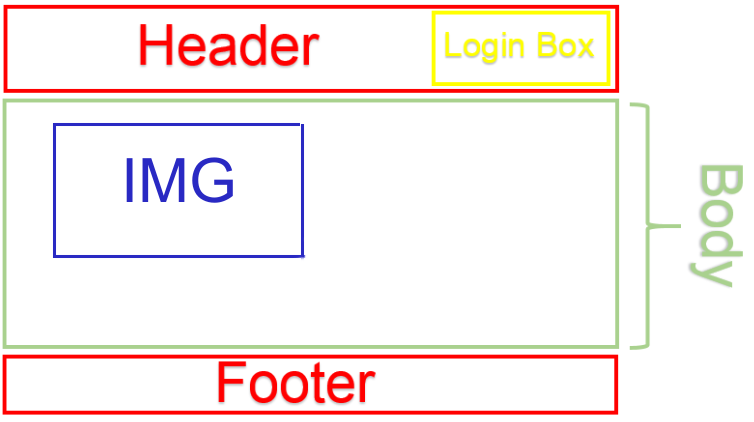 Header
Login Box
IMG
Body
Footer